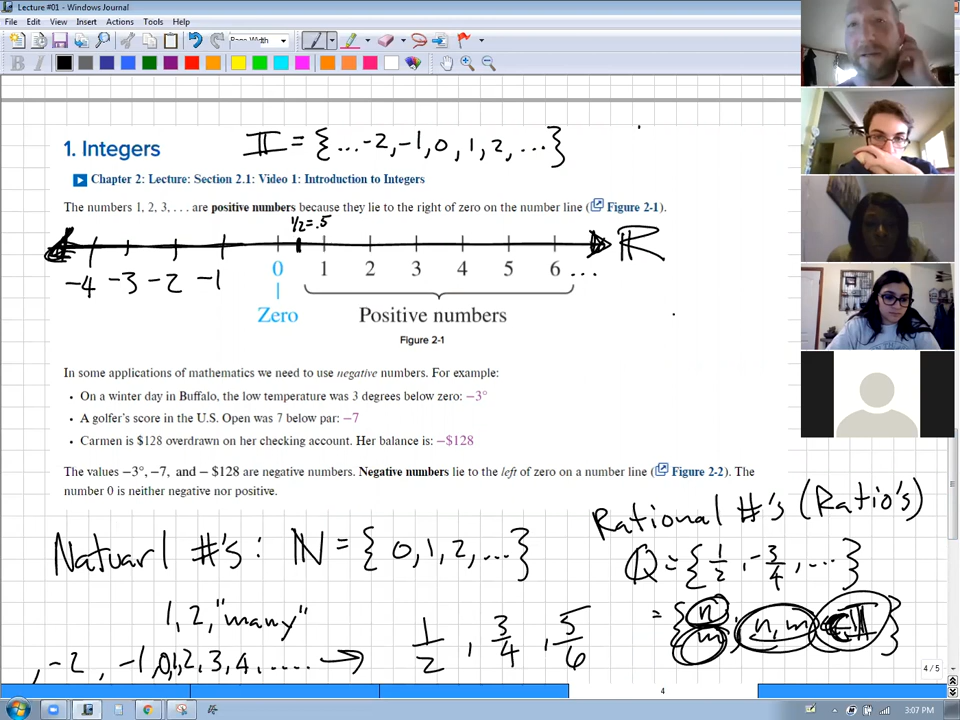 Lecture #01 - Windows Journal
File Edit View Insert Actions Tools Help
Page Width
B I
𝕀 = {...-2, -1, 0, 1, 2, ...}
1. Integers
Chapter 2: Lecture: Section 2.1: Video 1: Introduction to Integers
The numbers 1, 2, 3, . . . are positive numbers because they lie to the right of zero on the number line ( Figure 2-1).
1/2 = .5
ℝ
-4 -3 -2 -1 0 1 2 3 4 5 6 ...
Zero Positive numbers
Figure 2-1
In some applications of mathematics we need to use negative numbers. For example:
• On a winter day in Buffalo, the low temperature was 3 degrees below zero: −3°
• A golfer's score in the U.S. Open was 7 below par: −7
• Carmen is $128 overdrawn on her checking account. Her balance is: −$128
The values −3°, −7, and − $128 are negative numbers. Negative numbers lie to the left of zero on a number line ( Figure 2-2). The
number 0 is neither negative nor positive.
Rational #'s (Ratio's)
Natuarl #'s : ℕ = { 0, 1, 2, ... }
ℚ = { 1/2, -3/4, ... }
= { n/m, n, m ∈ 𝕀 }
1, 2, "many"
1/2 , 3/4 , 5/6
, -2 , -1, 0, 1, 2, 3, 4, ..... →
4 / 5
4
3:07 PM